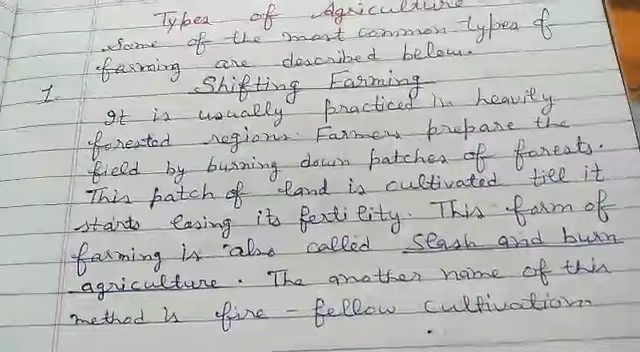 Types of Agriculture
Some of the most common types of
farming are described below.
1. Shifting Farming
It is usually practiced in heavily
forested regions. Farmers prepare the
field by burning down patches of forests.
This patch of land is cultivated till it
starts losing its fertility. This form of
farming is also called slash and burn
agriculture. The another name of this
method is fire - fellow cultivation